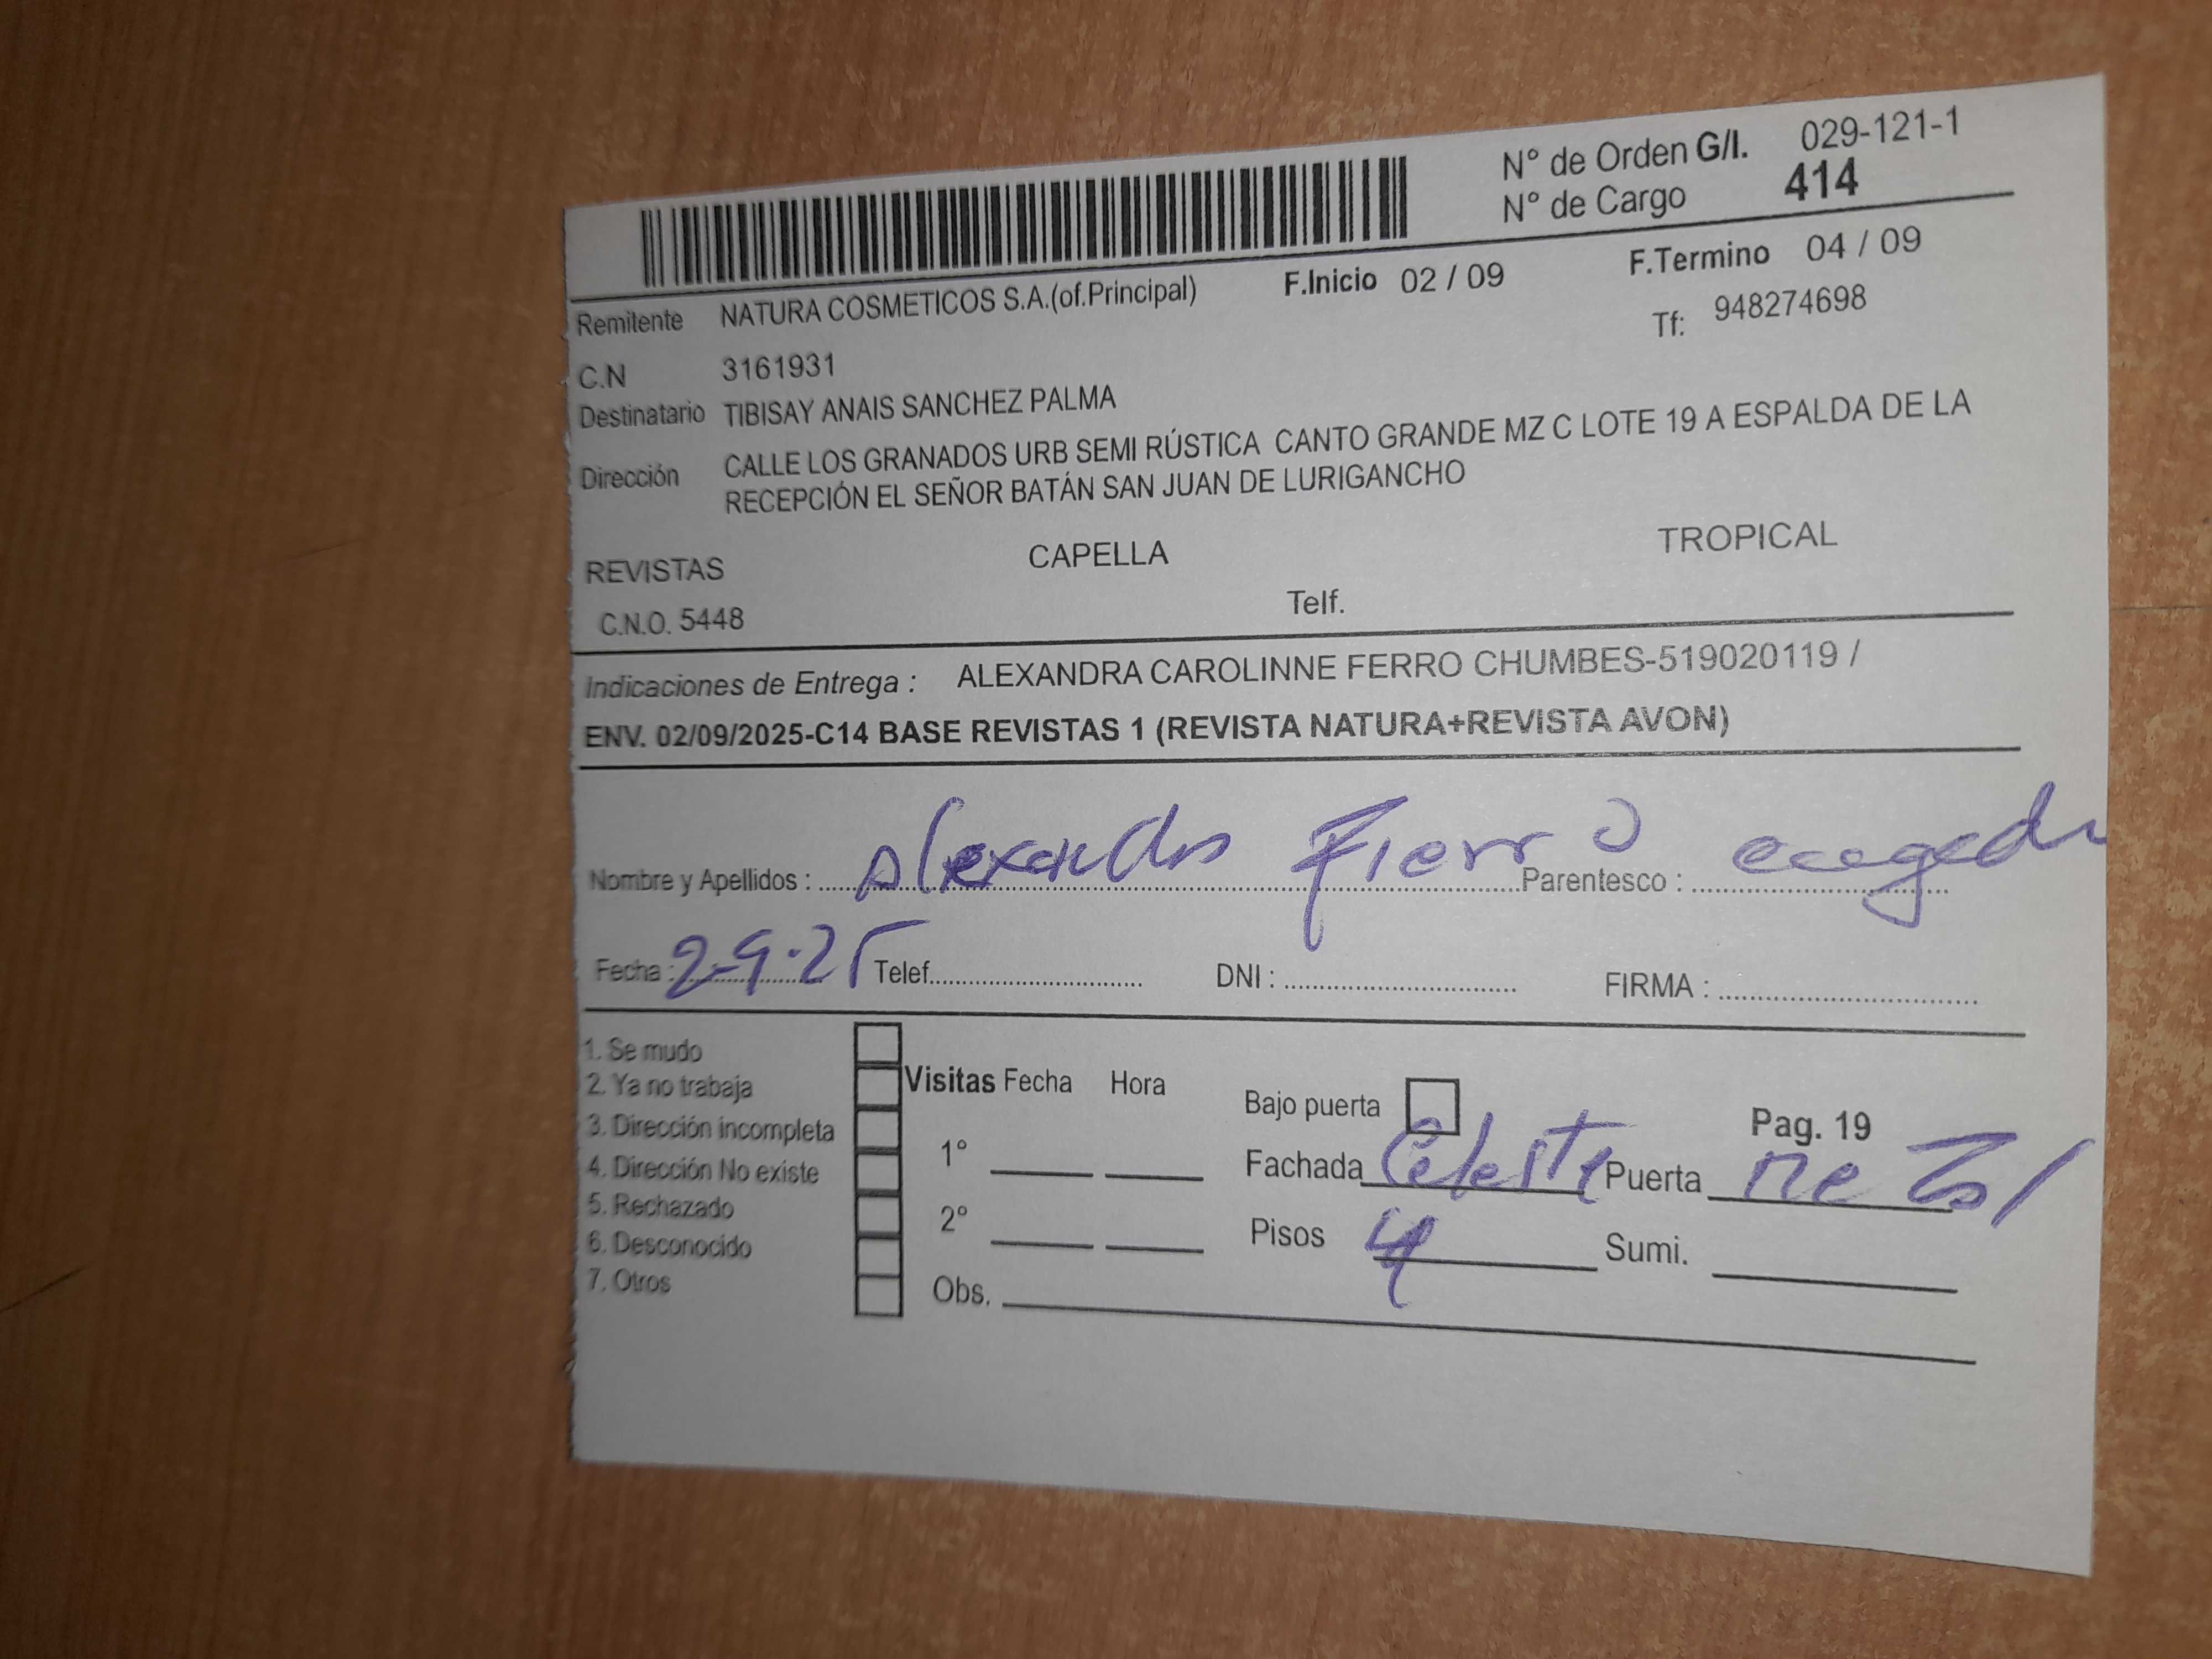 N° de Orden G/I. 029-121-1
N° de Cargo 414
F.Inicio 02 / 09 F.Termino 04 / 09
Remitente NATURA COSMETICOS S.A.(of.Principal) Tf: 948274698
C.N 3161931
Destinatario TIBISAY ANAIS SANCHEZ PALMA
Dirección CALLE LOS GRANADOS URB SEMI RÚSTICA CANTO GRANDE MZ C LOTE 19 A ESPALDA DE LA
RECEPCIÓN EL SEÑOR BATÁN SAN JUAN DE LURIGANCHO
REVISTAS CAPELLA TROPICAL
C.N.O. 5448 Telf.
Indicaciones de Entrega : ALEXANDRA CAROLINNE FERRO CHUMBES-519020119 /
ENV. 02/09/2025-C14 BASE REVISTAS 1 (REVISTA NATURA+REVISTA AVON)
Nombre y Apellidos : Fierro Parentesco :
Fecha : 2-9-25 Telef. DNI : FIRMA :
1. Se mudo
2. Ya no trabaja
3. Dirección incompleta
4. Dirección No existe
5. Rechazado
6. Desconocido
7. Otros
Visitas Fecha Hora
1°
2°
Obs.
Bajo puerta Pag. 19
Fachada Celeste Puerta
Pisos 4 Sumi.